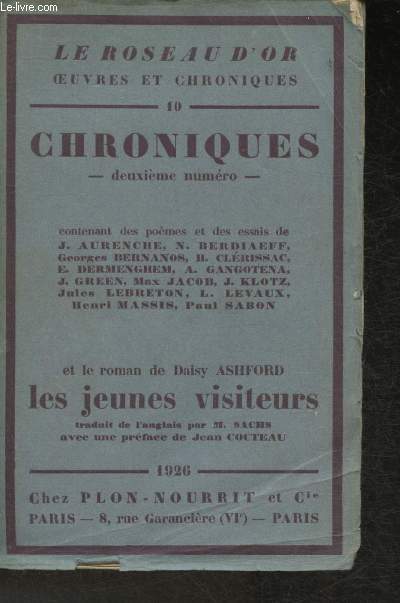 Le-livre.com
LE ROSEAU D'OR
ŒUVRES ET CHRONIQUES
10
CHRONIQUES
— deuxième numéro —
contenant des poèmes et des essais de
J. AURENCHE, N. BERDIAEFF,
Georges BERNANOS, H. CLÉRISSAC,
E. DERMENGHEM, A. GANGOTENA,
J. GREEN, Max JACOB, J. KLOTZ,
Jules LEBRETON, L. LEVAUX,
Henri MASSIS, Paul SABON
et le roman de Daisy ASHFORD
les jeunes visiteurs
traduit de l'anglais par M. SACHS
avec une préface de Jean COCTEAU
1926
Chez PLON-NOURRIT et Cie
PARIS — 8, rue Garancière (VIe) — PARIS